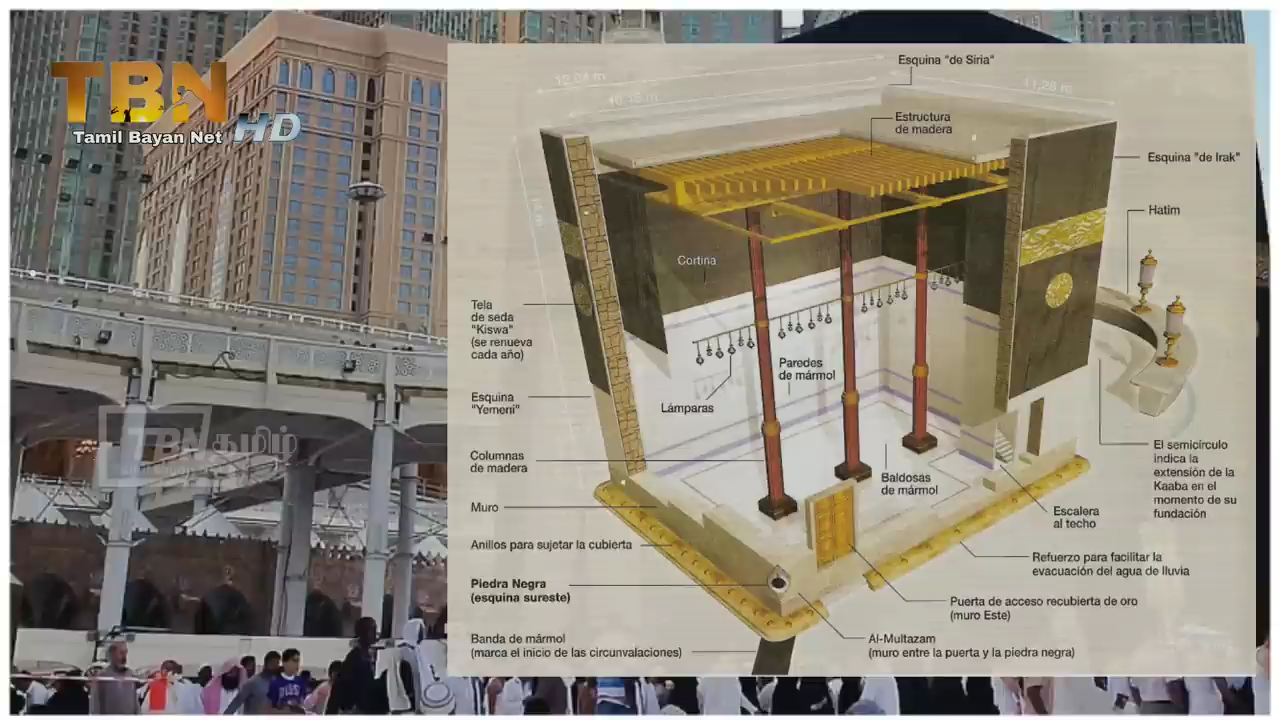 TBN
Tamil Bayan Net HD
TBN தமிழ்
12,04 m
10,18 m
11,28 m
Esquina "de Siria"
Estructura
de madera
Esquina "de Irak"
Hatim
Cortina
Tela
de seda
"Kiswa"
(se renueva
cada año)
Paredes
de mármol
Esquina
"Yemení"
Lámparas
Columnas
de madera
Baldosas
de mármol
El semicírculo
indica la
extensión de la
Kaaba en el
momento de su
fundación
Muro
Escalera
al techo
Anillos para sujetar la cubierta
Refuerzo para facilitar la
evacuación del agua de lluvia
Piedra Negra
(esquina sureste)
Puerta de acceso recubierta de oro
(muro Este)
Banda de mármol
(marca el inicio de las circunvalaciones)
Al-Multazam
(muro entre la puerta y la piedra negra)